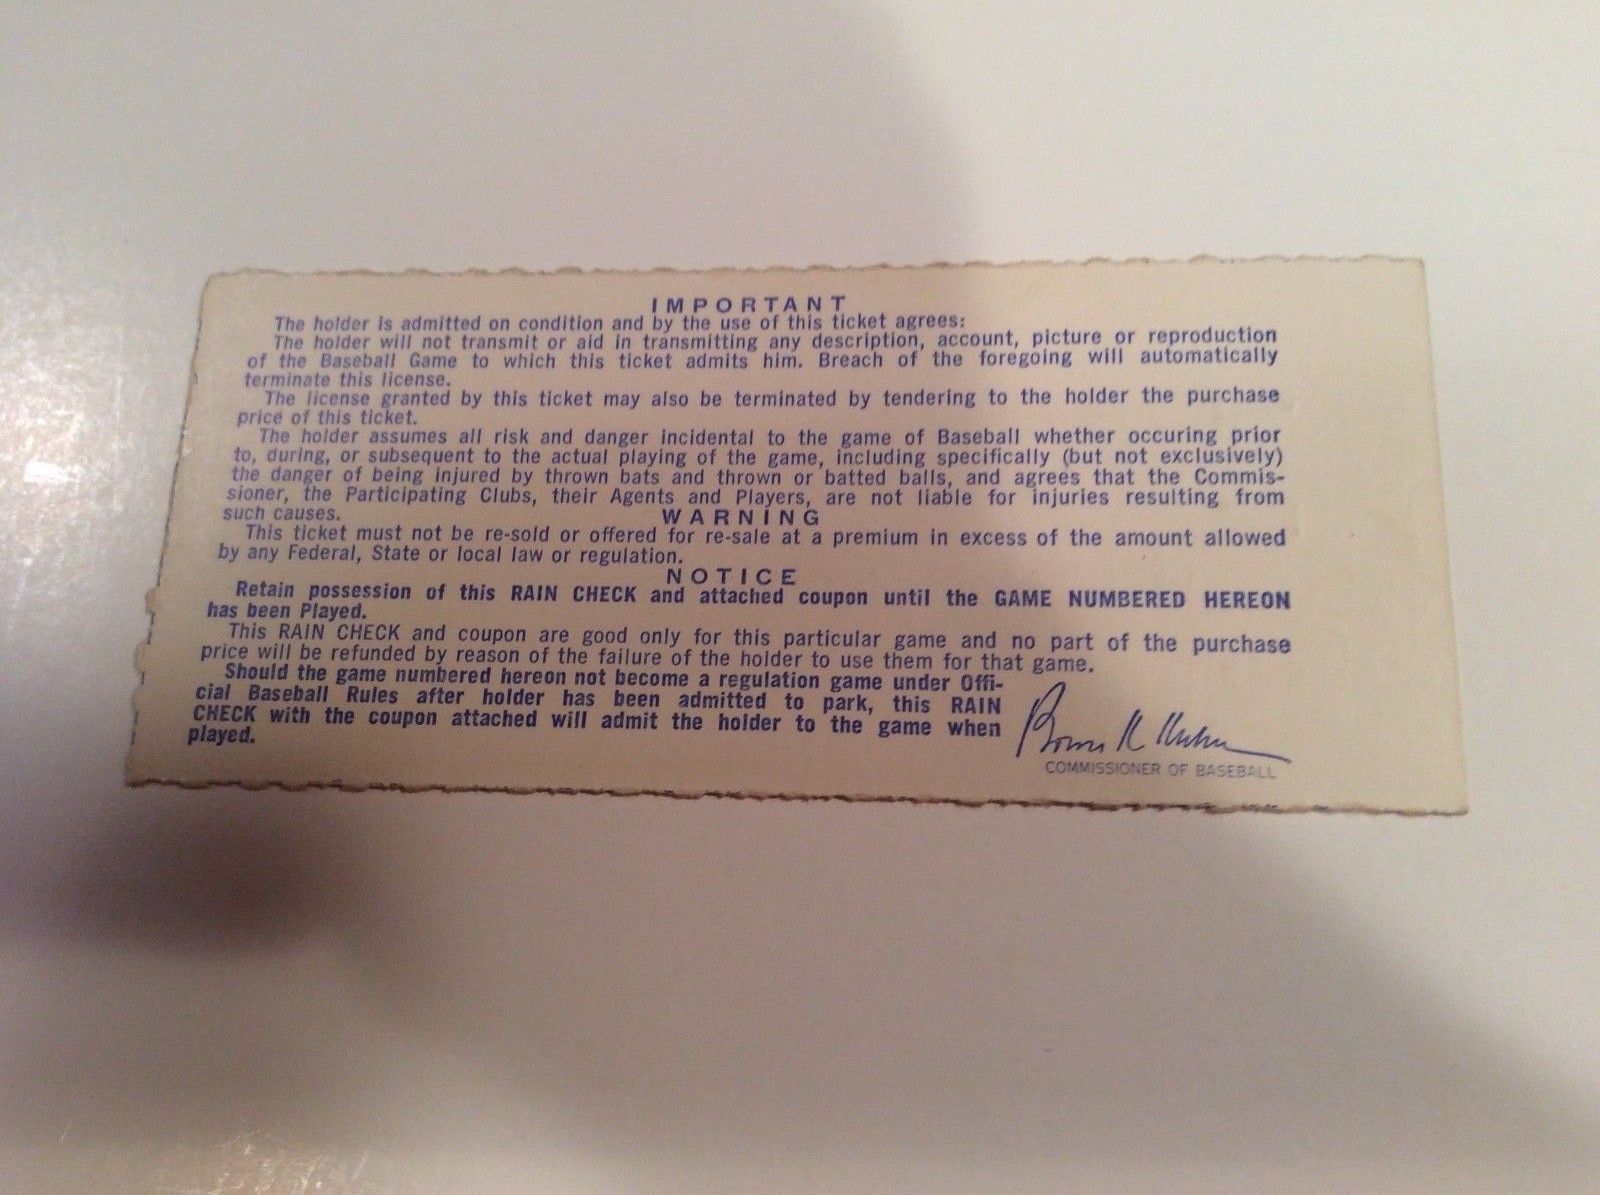 IMPORTANT
The holder is admitted on condition and by the use of this ticket agrees:
The holder will not transmit or aid in transmitting any description, account, picture or reproduction
of the Baseball Game to which this ticket admits him. Breach of the foregoing will automatically
terminate this license.
The license granted by this ticket may also be terminated by tendering to the holder the purchase
price of this ticket.
The holder assumes all risk and danger incidental to the game of Baseball whether occuring prior
to, during, or subsequent to the actual playing of the game, including specifically (but not exclusively)
the danger of being injured by thrown bats and thrown or batted balls, and agrees that the Commis-
sioner, the Participating Clubs, their Agents and Players, are not liable for injuries resulting from
such causes.
WARNING
This ticket must not be re-sold or offered for re-sale at a premium in excess of the amount allowed
by any Federal, State or local law or regulation.
NOTICE
Retain possession of this RAIN CHECK and attached coupon until the GAME NUMBERED HEREON
has been Played.
This RAIN CHECK and coupon are good only for this particular game and no part of the purchase
price will be refunded by reason of the failure of the holder to use them for that game.
Should the game numbered hereon not become a regulation game under Offi-
cial Baseball Rules after holder has been admitted to park, this RAIN
CHECK with the coupon attached will admit the holder to the game when
played.
Bowie K Kuhn
COMMISSIONER OF BASEBALL